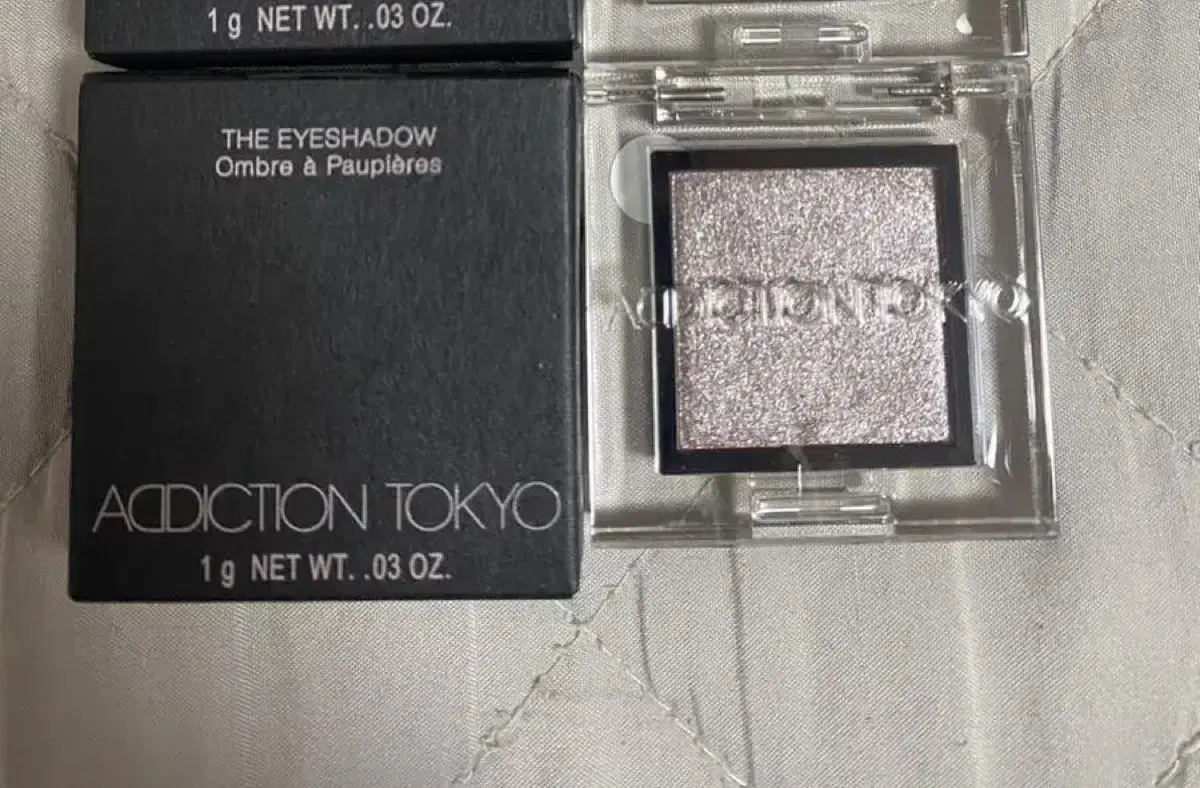 1 g NET WT. .03 OZ.
THE EYESHADOW
Ombre à Paupières
ADDICTION TOKYO
1 g NET WT. .03 OZ.
ADDICTION TOKYO